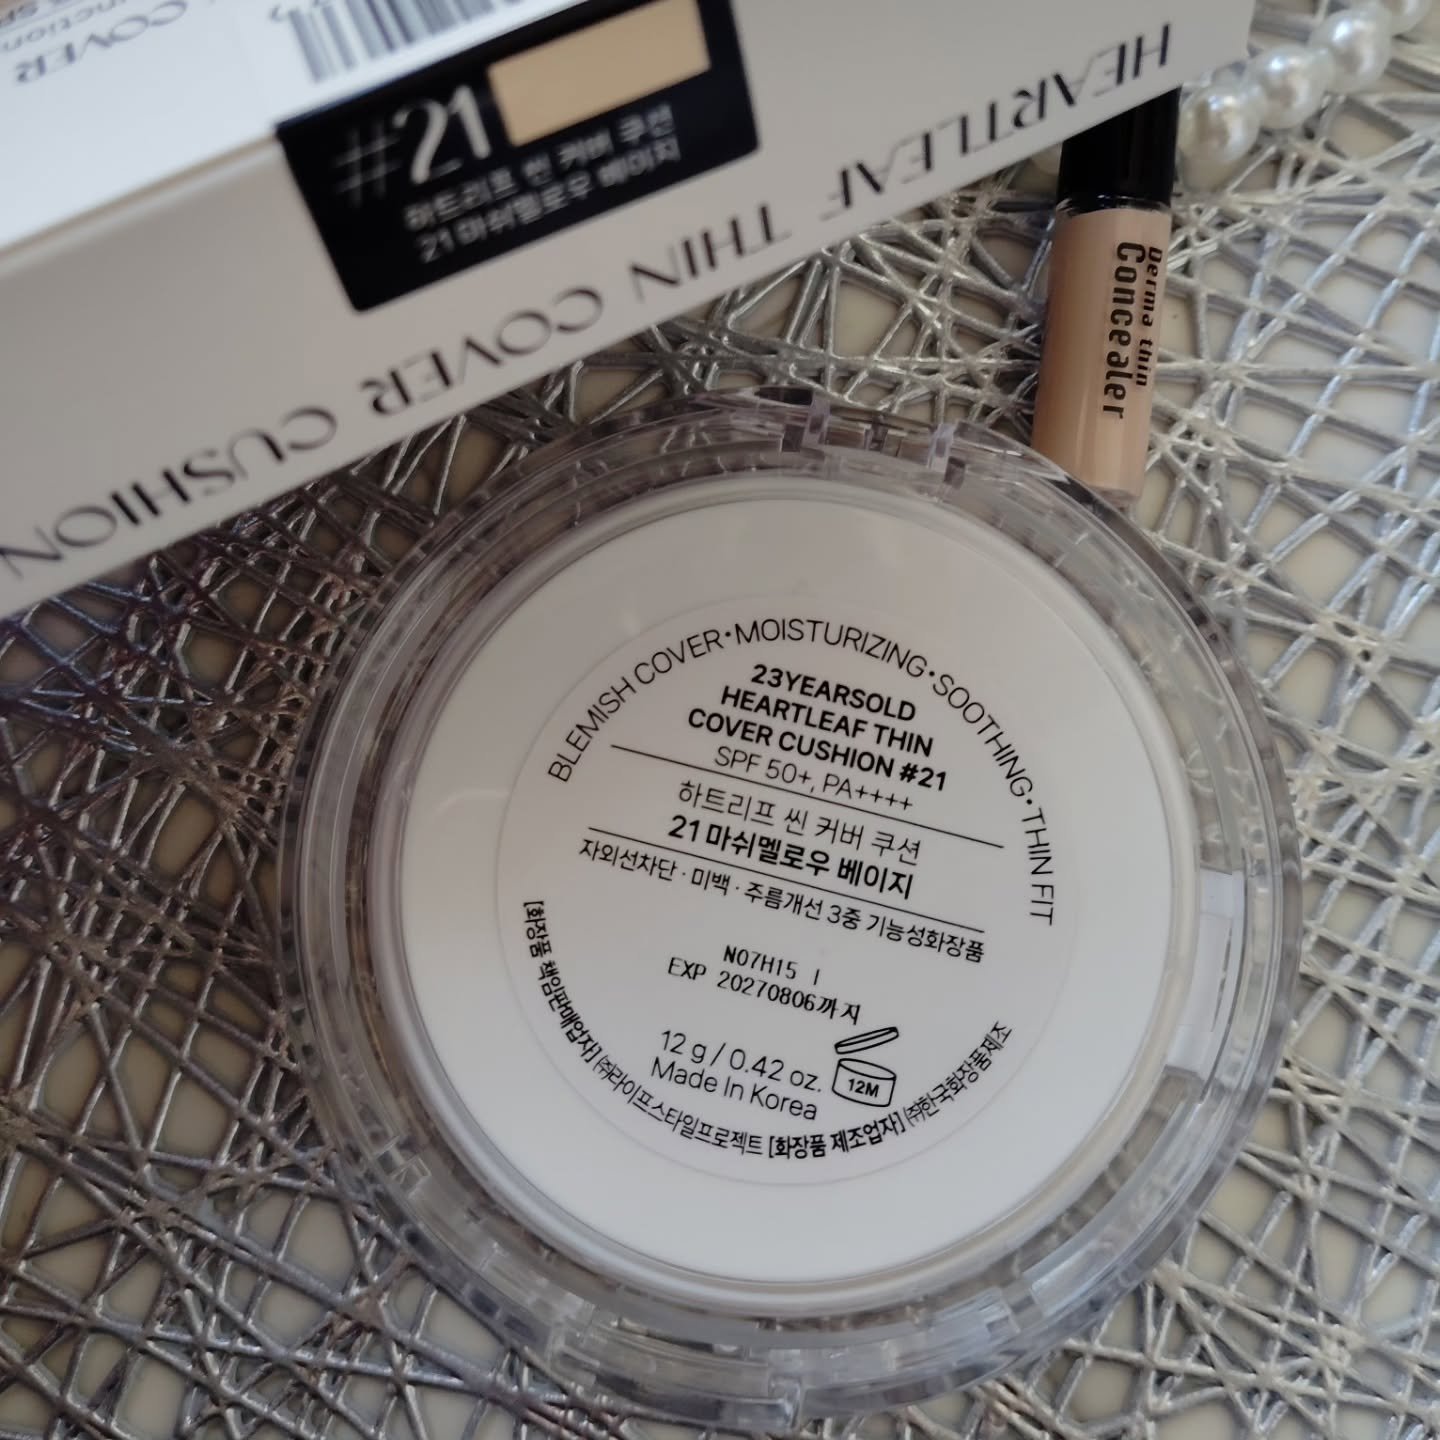 COVER
#21
하트리프 씬 커버 쿠션
21 마쉬멜로우 베이지
HEARTLEAF THIN COVER CUSHION
Derma thin
Concealer
BLEMISH COVER•MOISTURIZING•SOOTHING•THIN FIT
23YEARSOLD
HEARTLEAF THIN
COVER CUSHION #21
SPF 50+, PA++++
하트리프 씬 커버 쿠션
21 마쉬멜로우 베이지
자외선차단 · 미백 · 주름개선 3중 기능성화장품
N07H15 I
EXP 20270806까지
12 g / 0.42 oz.
Made In Korea
12M
[화장품 책임판매업자] ㈜라이프스타일프로젝트 [화장품 제조업자] ㈜한국화장품제조